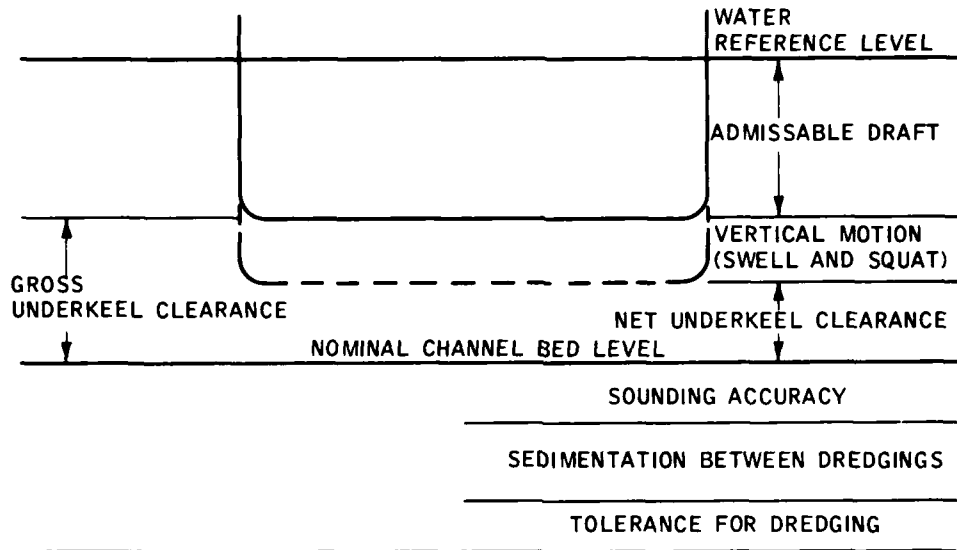 WATER
REFERENCE LEVEL
ADMISSABLE DRAFT
VERTICAL MOTION
(SWELL AND SQUAT)
GROSS
UNDERKEEL CLEARANCE
NET UNDERKEEL CLEARANCE
NOMINAL CHANNEL BED LEVEL
SOUNDING ACCURACY
SEDIMENTATION BETWEEN DREDGINGS
TOLERANCE FOR DREDGING